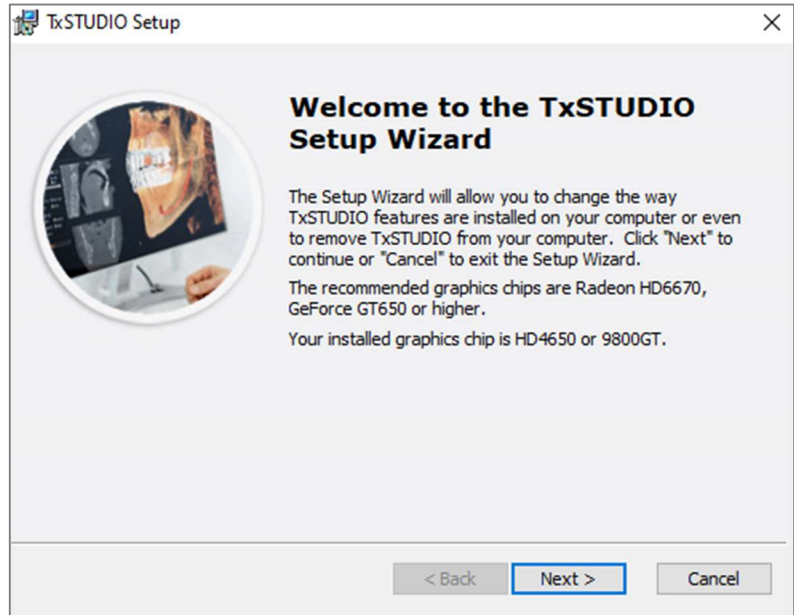 TxSTUDIO Setup
Welcome to the TxSTUDIO
Setup Wizard
The Setup Wizard will allow you to change the way
TxSTUDIO features are installed on your computer or even
to remove TxSTUDIO from your computer.  Click "Next" to
continue or "Cancel" to exit the Setup Wizard.
The recommended graphics chips are Radeon HD6670,
GeForce GT650 or higher.
Your installed graphics chip is HD4650 or 9800GT.
< Back
Next >
Cancel